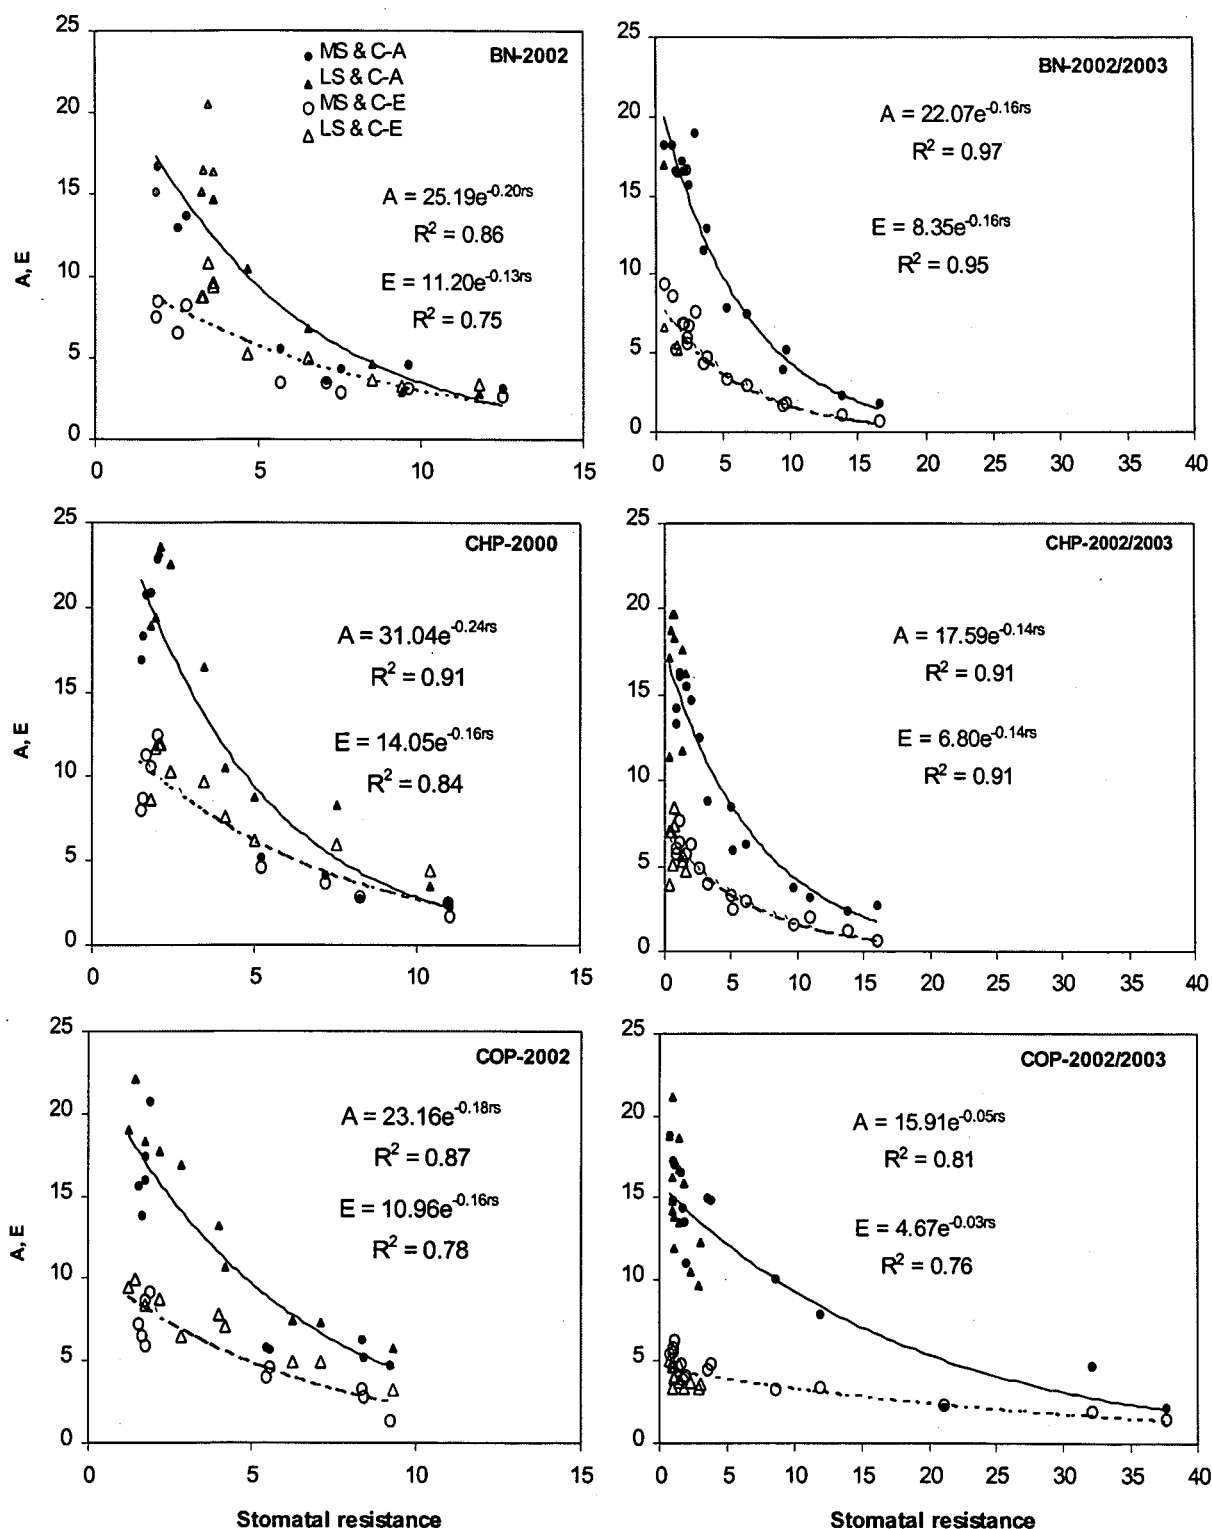 BN-2002
MS & C-A
LS & C-A
MS & C-E
LS & C-E
A = 25.19e^-0.20rs
R² = 0.86
E = 11.20e^-0.13rs
R² = 0.75
A, E
25
20
15
10
5
0
0 5 10 15
BN-2002/2003
A = 22.07e^-0.16rs
R² = 0.97
E = 8.35e^-0.16rs
R² = 0.95
25
20
15
10
5
0
0 5 10 15 20 25 30 35 40
CHP-2000
A = 31.04e^-0.24rs
R² = 0.91
E = 14.05e^-0.16rs
R² = 0.84
A, E
25
20
15
10
5
0
0 5 10 15
CHP-2002/2003
A = 17.59e^-0.14rs
R² = 0.91
E = 6.80e^-0.14rs
R² = 0.91
25
20
15
10
5
0
0 5 10 15 20 25 30 35 40
COP-2002
A = 23.16e^-0.18rs
R² = 0.87
E = 10.96e^-0.16rs
R² = 0.78
A, E
25
20
15
10
5
0
0 5 10 15
Stomatal resistance
COP-2002/2003
A = 15.91e^-0.05rs
R² = 0.81
E = 4.67e^-0.03rs
R² = 0.76
25
20
15
10
5
0
0 5 10 15 20 25 30 35 40
Stomatal resistance